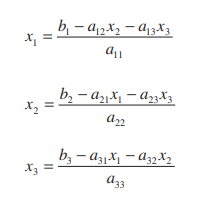 x₁ = (b₁ − a₁₂x₂ − a₁₃x₃) / a₁₁
x₂ = (b₂ − a₂₁x₁ − a₂₃x₃) / a₂₂
x₃ = (b₃ − a₃₁x₁ − a₃₂x₂) / a₃₃